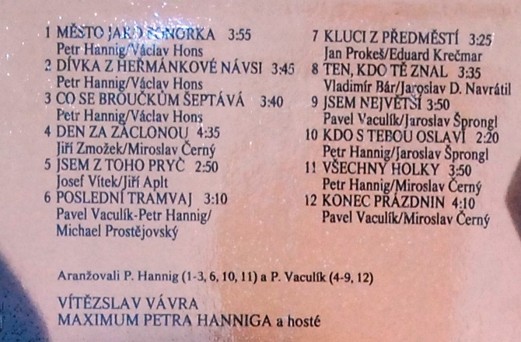 1 MĚSTO JAKO PONORKA 3:55
Petr Hannig/Václav Hons
2 DÍVKA Z HEŘMÁNKOVÉ NÁVSI 3:45
Petr Hannig/Václav Hons
3 CO SE BROUČKŮM ŠEPTÁVÁ 3:40
Petr Hannig/Václav Hons
4 DEN ZA ZÁCLONOU 4:35
Jiří Zmožek/Miroslav Černý
5 JSEM Z TOHO PRYČ 2:50
Josef Vítek/Jiří Aplt
6 POSLEDNÍ TRAMVAJ 3:10
Pavel Vaculík-Petr Hannig/
Michael Prostějovský
7 KLUCI Z PŘEDMĚSTÍ 3:25
Jan Prokeš/Eduard Krečmar
8 TEN, KDO TĚ ZNAL 3:35
Vladimír Bár/Jaroslav D. Navrátil
9 JSEM NEJVĚTŠÍ 3:50
Pavel Vaculík/Jaroslav Šprongl
10 KDO S TEBOU OSLAVÍ 2:20
Petr Hannig/Jaroslav Šprongl
11 VŠECHNY HOLKY 3:50
Petr Hannig/Miroslav Černý
12 KONEC PRÁZDNIN 4:10
Pavel Vaculík/Miroslav Černý
Aranžovali P. Hannig (1-3, 6, 10, 11) a P. Vaculík (4-9, 12)
VÍTĚZSLAV VÁVRA
MAXIMUM PETRA HANNIGA a hosté